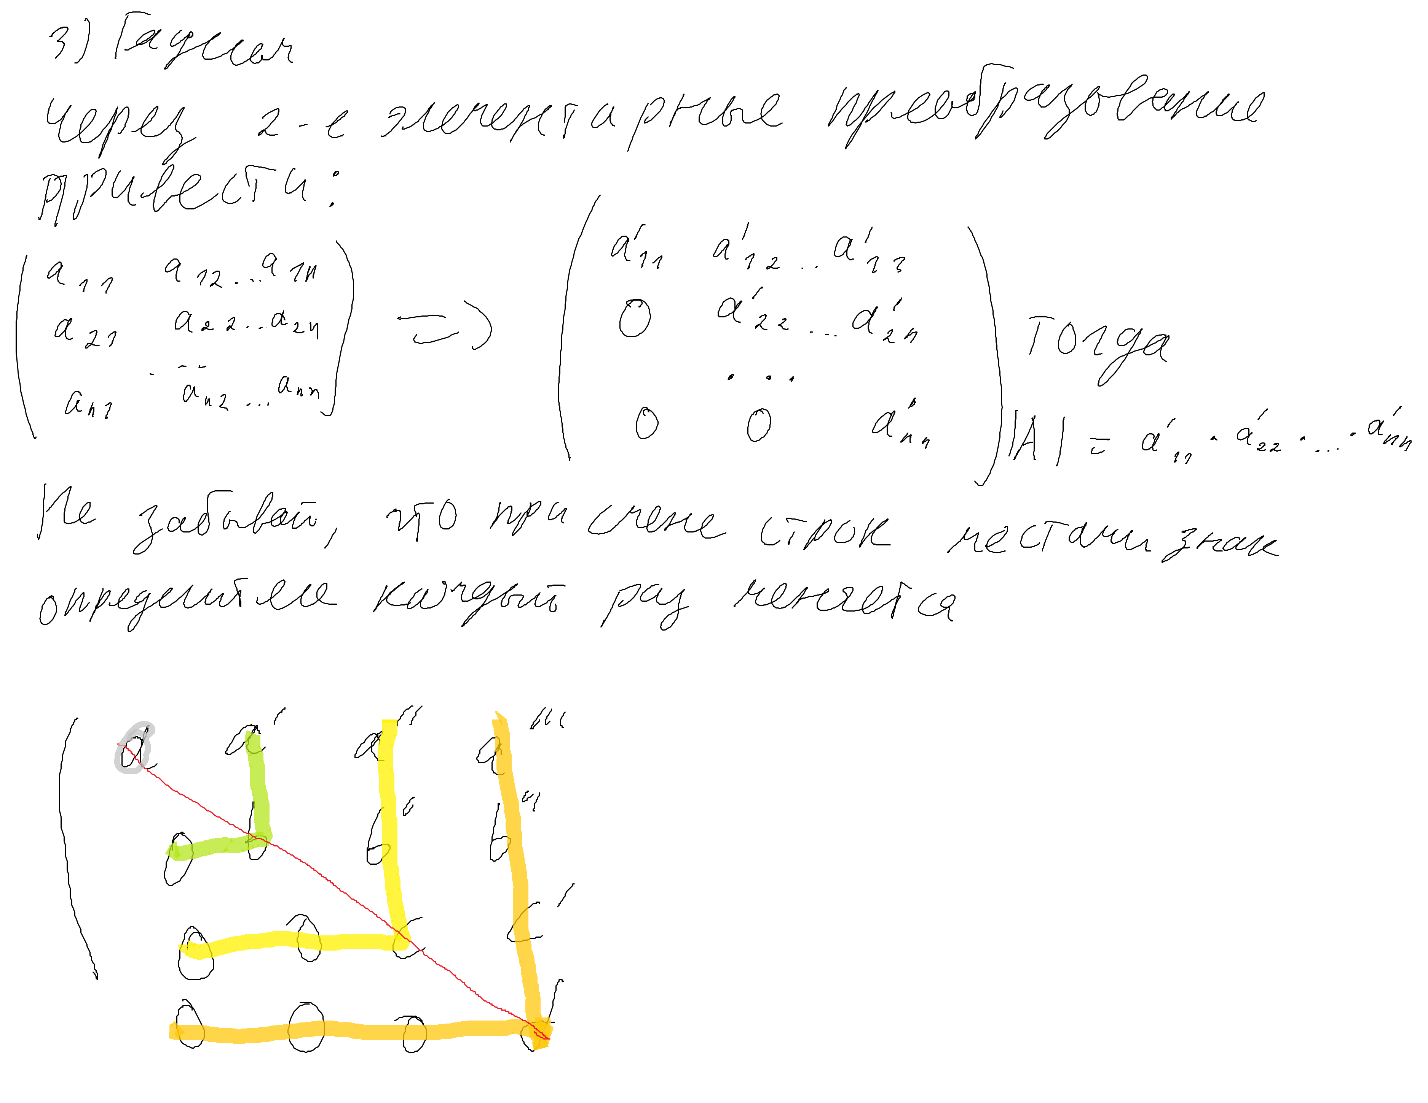 3) Гауссом
через 2-е элементарные преобразование
привести:
a₁₁ a₁₂ ... a₁ₙ
a₂₁ a₂₂ ... a₂ₙ
...
aₙ₁ aₙ₂ ... aₙₙ
=>
a'₁₁ a'₁₂ ... a'₁₃
0 a'₂₂ ... a'₂ₙ
...
0 0 a'ₙₙ
тогда
|A| = a'₁₁ · a'₂₂ · ... · a'ₙₙ
Не забывай, что при смене строк местами знак
определителя каждый раз меняется
a a' a'' a'''
0 b b' b''
0 0 c c'
0 0 0 d